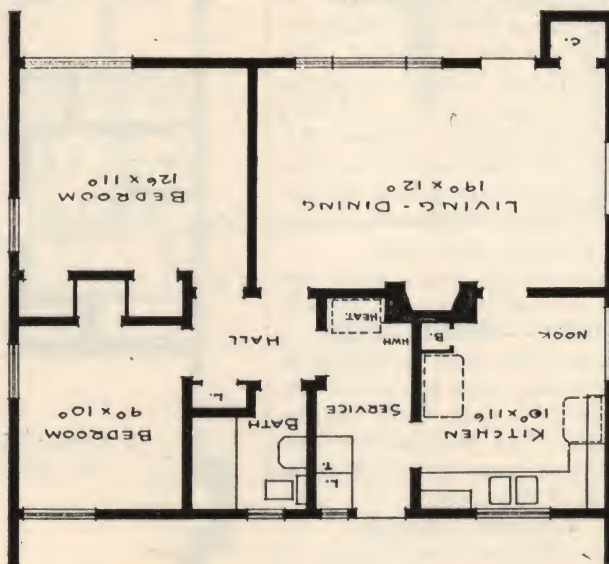 KITCHEN
10⁰ x 11⁶
L.
T.
SERVICE
BATH
BEDROOM
9⁰ x 10⁰
L.
NOOK
B.
HWH
HEAT.
HALL
LIVING - DINING
19⁰ x 12⁰
BEDROOM
12⁶ x 11⁰
C.